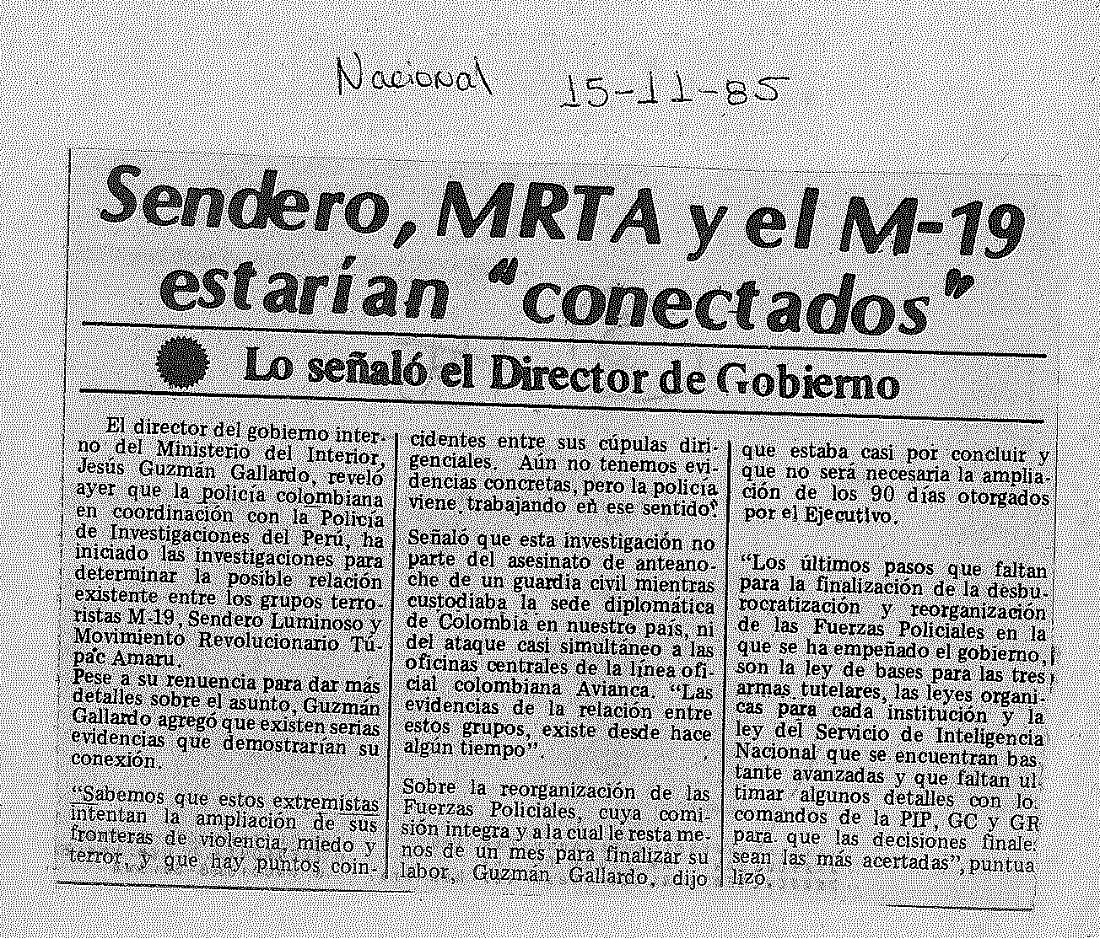 Nacional 15-11-85
Sendero, MRTA y el M-19
estarían "conectados"
Lo señaló el Director de Gobierno
El director del gobierno inter-
no del Ministerio del Interior,
Jesús Guzmán Gallardo, reveló
ayer que la policía colombiana
en coordinación con la Policía
de Investigaciones del Perú, ha
iniciado las investigaciones para
determinar la posible relación
existente entre los grupos terro-
ristas M-19, Sendero Luminoso y
Movimiento Revolucionario Tú-
pac Amaru.
Pese a su renuencia para dar más
detalles sobre el asunto, Guzmán
Gallardo agregó que existen serias
evidencias que demostrarían su
conexión.
"Sabemos que estos extremistas
intentan la ampliación de sus
fronteras de violencia, miedo y
terror, y que hay puntos coin-
cidentes entre sus cúpulas diri-
genciales. Aún no tenemos evi-
dencias concretas, pero la policía
viene trabajando en ese sentido".
Señaló que esta investigación no
parte del asesinato de anteano-
che de un guardia civil mientras
custodiaba la sede diplomática
de Colombia en nuestro país, ni
del ataque casi simultáneo a las
oficinas centrales de la línea ofi-
cial colombiana Avianca. "Las
evidencias de la relación entre
estos grupos, existe desde hace
algún tiempo".
Sobre la reorganización de las
Fuerzas Policiales, cuya comi-
sión integra y a la cual le resta me-
nos de un mes para finalizar su
labor, Guzmán Gallardo, dijo
que estaba casi por concluir y
que no será necesaria la amplia-
ción de los 90 días otorgados
por el Ejecutivo.
"Los últimos pasos que faltan
para la finalización de la desbu-
rocratización y reorganización
de las Fuerzas Policiales en la
que se ha empeñado el gobierno,
son la ley de bases para las tres
armas tutelares, las leyes organi-
cas para cada institución y la
ley del Servicio de Inteligencia
Nacional que se encuentran bas
tante avanzadas y que faltan ul
timar algunos detalles con lo
comandos de la PIP, GC y GR
para que las decisiones finale
sean las más acertadas", puntua
lizó.